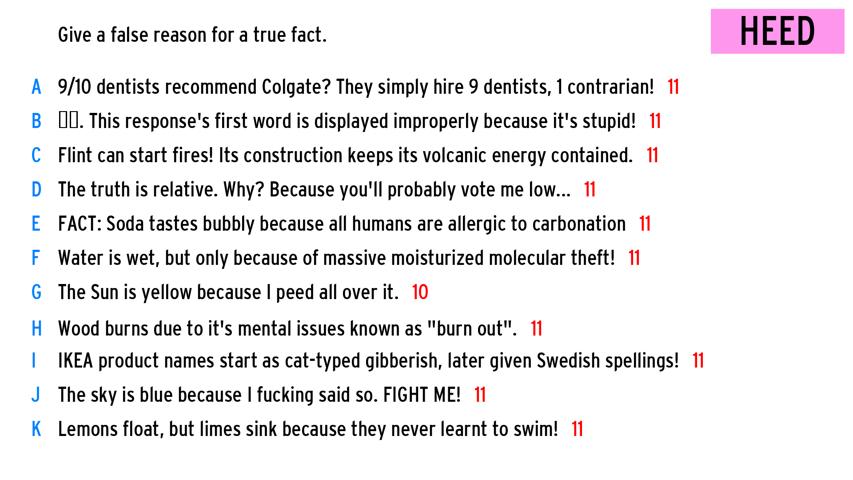 Give a false reason for a true fact.
HEED
A 9/10 dentists recommend Colgate? They simply hire 9 dentists, 1 contrarian! 11
B ▯▯. This response's first word is displayed improperly because it's stupid! 11
C Flint can start fires! Its construction keeps its volcanic energy contained. 11
D The truth is relative. Why? Because you'll probably vote me low... 11
E FACT: Soda tastes bubbly because all humans are allergic to carbonation 11
F Water is wet, but only because of massive moisturized molecular theft! 11
G The Sun is yellow because I peed all over it. 10
H Wood burns due to it's mental issues known as "burn out". 11
I IKEA product names start as cat-typed gibberish, later given Swedish spellings! 11
J The sky is blue because I fucking said so. FIGHT ME! 11
K Lemons float, but limes sink because they never learnt to swim! 11